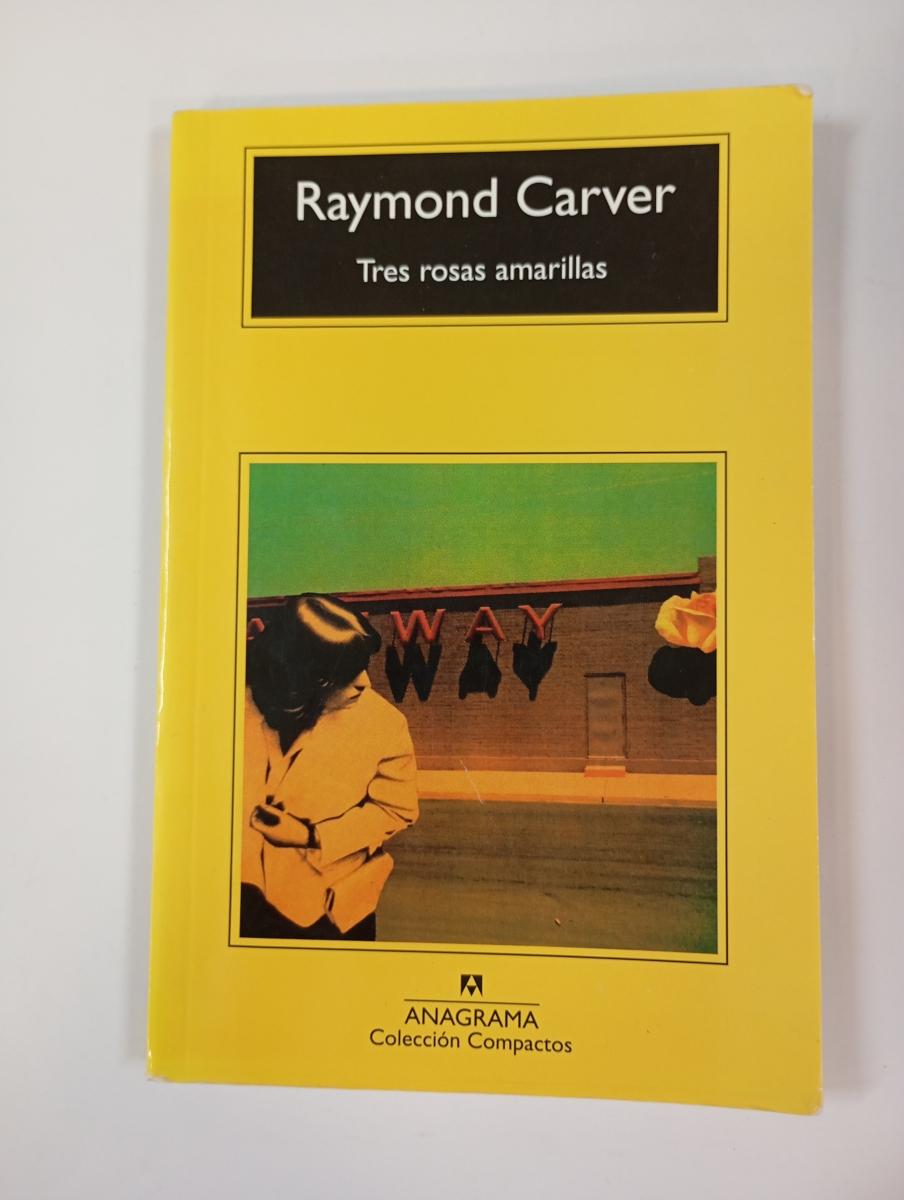 Raymond Carver
Tres rosas amarillas
WAY
ANAGRAMA
Colección Compactos